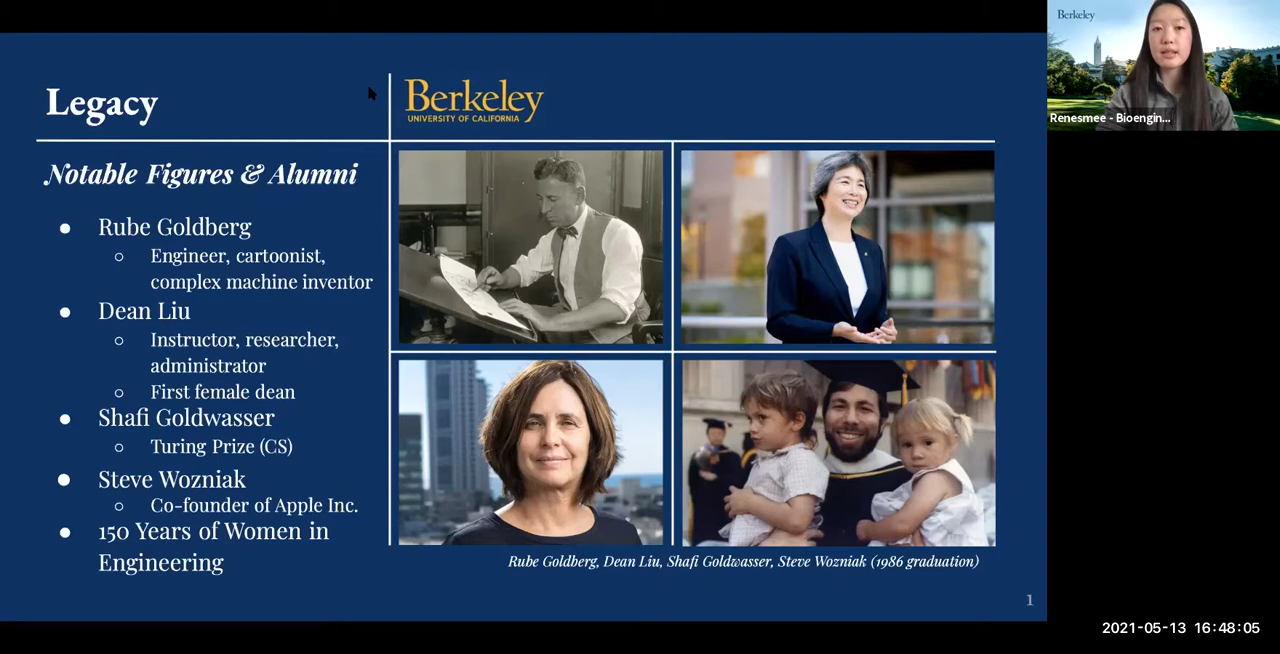 Legacy
Berkeley
UNIVERSITY OF CALIFORNIA
Notable Figures & Alumni
● Rube Goldberg
○ Engineer, cartoonist,
complex machine inventor
● Dean Liu
○ Instructor, researcher,
administrator
○ First female dean
● Shafi Goldwasser
○ Turing Prize (CS)
● Steve Wozniak
○ Co-founder of Apple Inc.
● 150 Years of Women in
Engineering
Rube Goldberg, Dean Liu, Shafi Goldwasser, Steve Wozniak (1986 graduation)
1
Berkeley
Renesmee - Bioengin...
2021-05-13 16:48:05